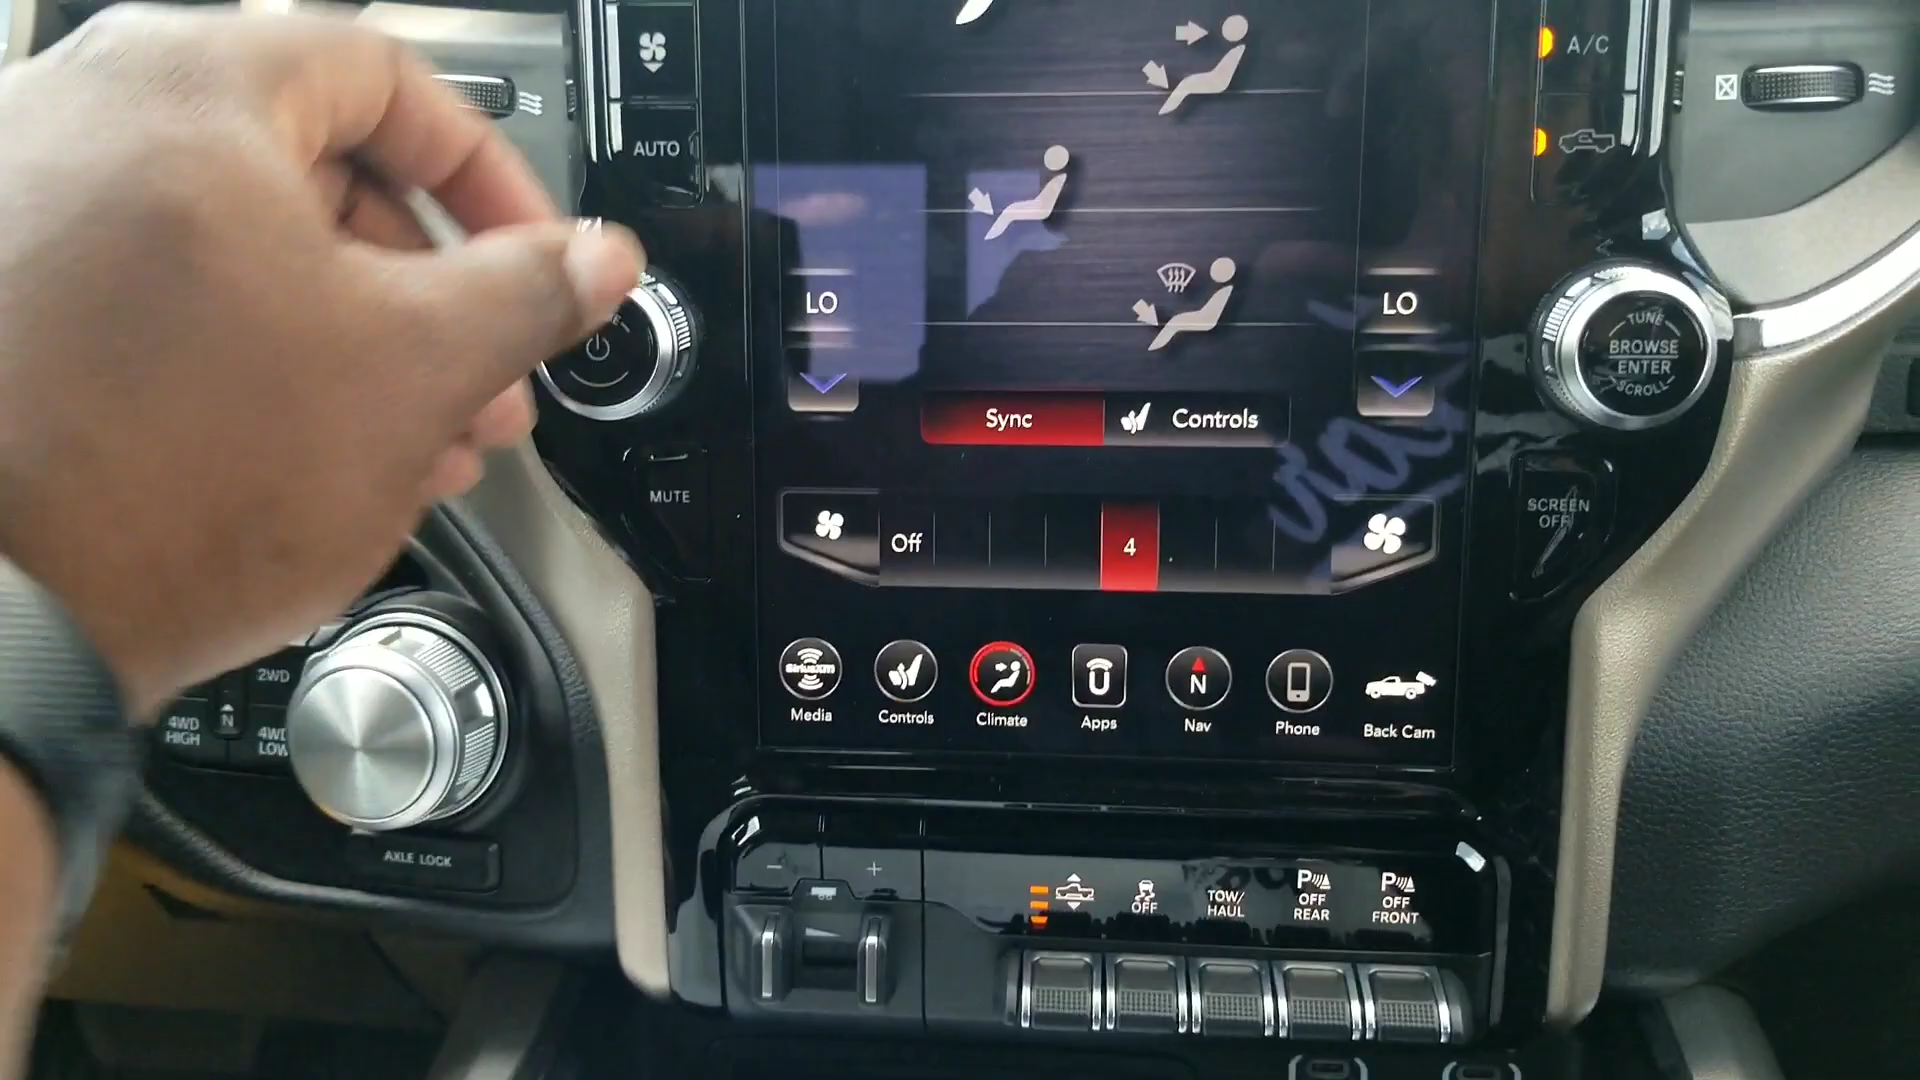 A/C
AUTO
LO
LO
TUNE
BROWSE
ENTER
SCROLL
Sync
Controls
MUTE
SCREEN
OFF
Off
4
SiriusXM
N
Media
Controls
Climate
Apps
Nav
Phone
Back Cam
2WD
N
4WD
HIGH
4WD
LOW
AXLE LOCK
- +
OFF
TOW/
HAUL
P
OFF
REAR
P
OFF
FRONT